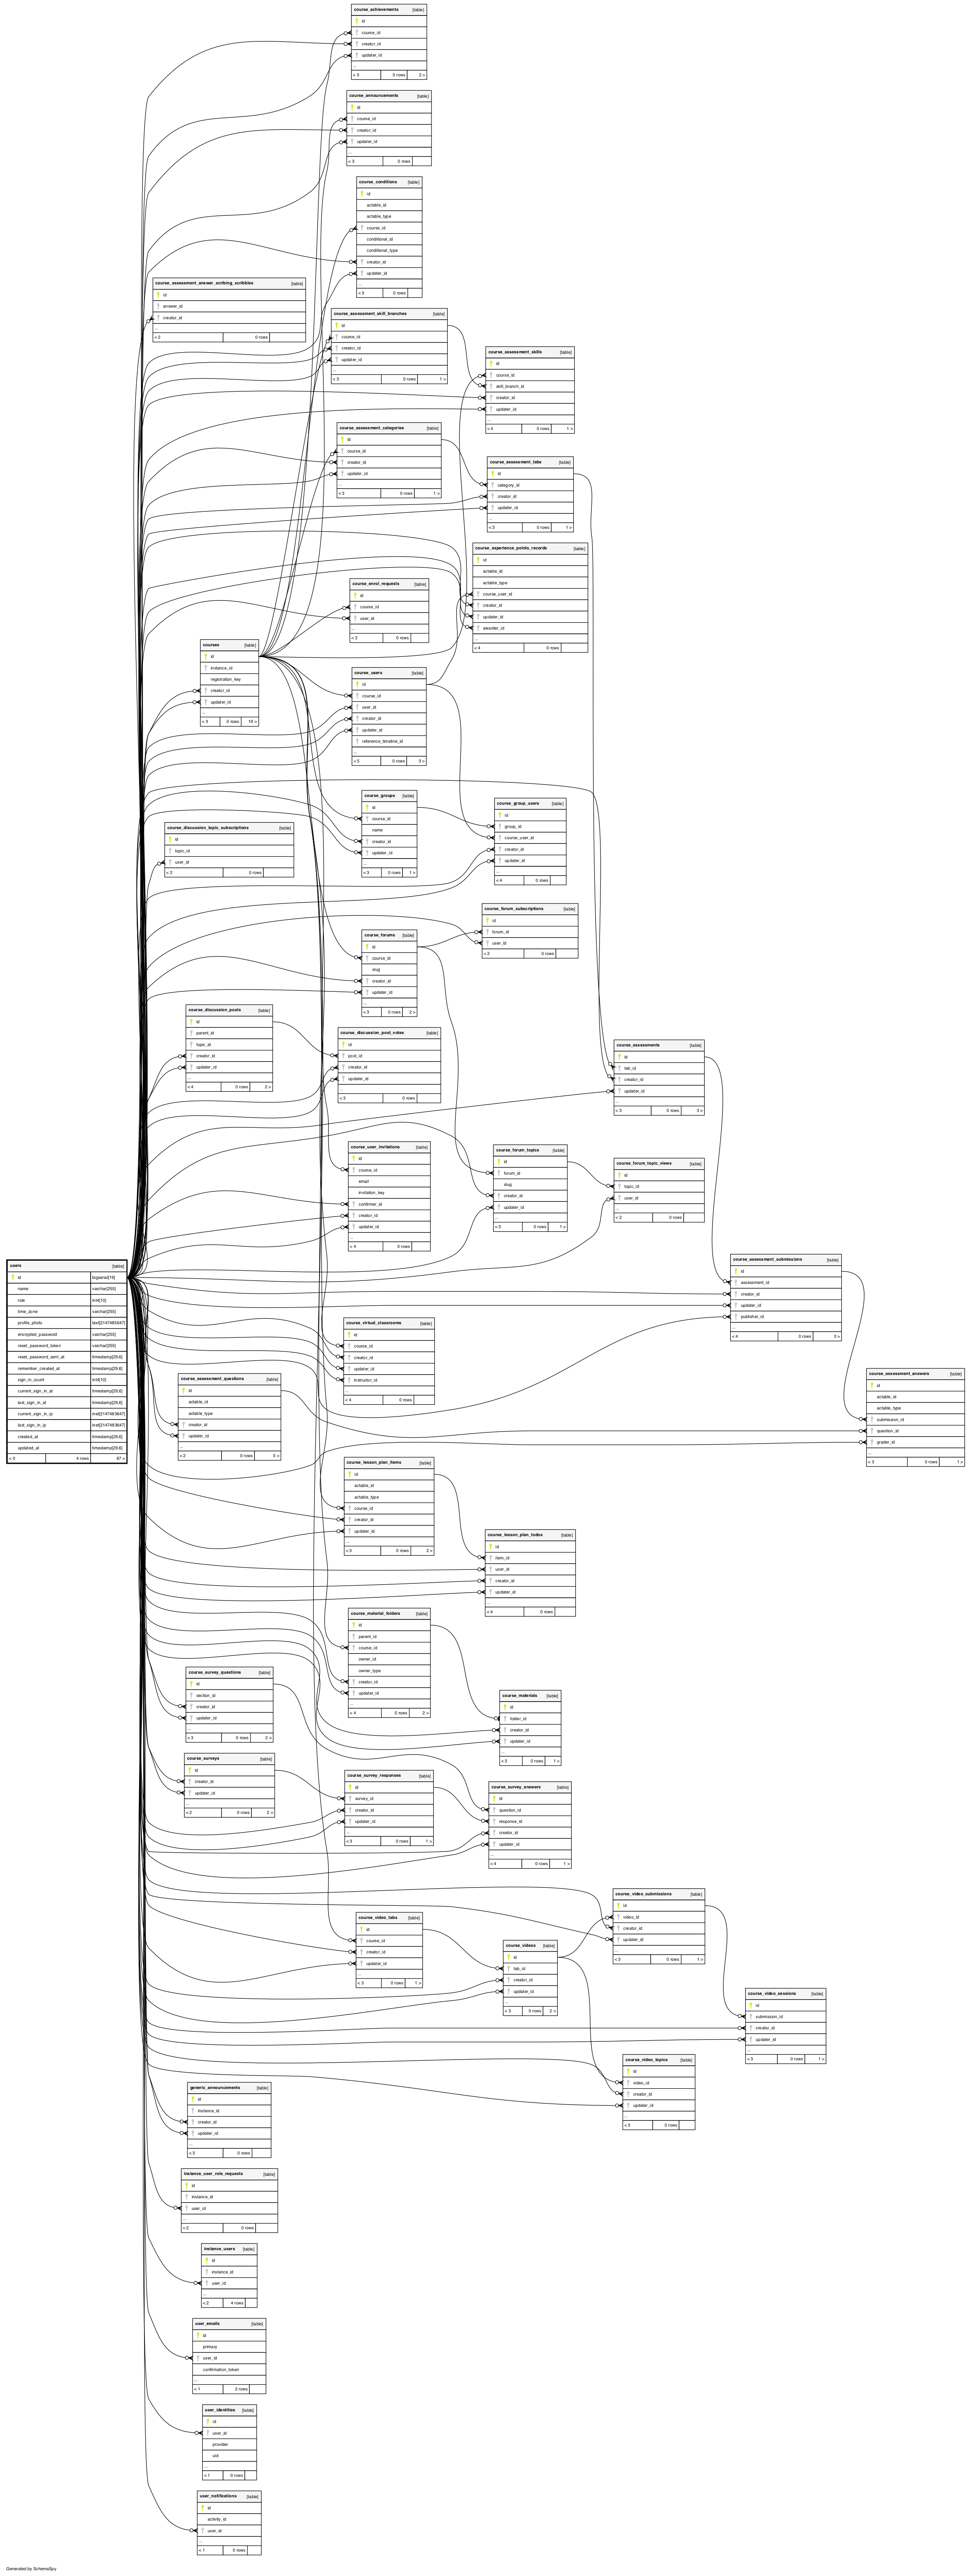 course_achievements [table]
id
course_id
creator_id
updater_id
...
< 3 0 rows 2 >
course_announcements [table]
id
course_id
creator_id
updater_id
...
< 3 0 rows
course_conditions [table]
id
actable_id
actable_type
course_id
conditional_id
conditional_type
creator_id
updater_id
...
< 3 0 rows
course_assessment_answer_scribing_scribbles [table]
id
answer_id
creator_id
...
< 2 0 rows
course_assessment_skill_branches [table]
id
course_id
creator_id
updater_id
...
< 3 0 rows 1 >
course_assessment_skills [table]
id
course_id
skill_branch_id
creator_id
updater_id
...
< 4 0 rows 1 >
course_assessment_categories [table]
id
course_id
creator_id
updater_id
...
< 3 0 rows 1 >
course_assessment_tabs [table]
id
category_id
creator_id
updater_id
...
< 3 0 rows 1 >
course_experience_points_records [table]
id
actable_id
actable_type
course_user_id
creator_id
updater_id
awarder_id
...
< 4 0 rows
course_enrol_requests [table]
id
course_id
user_id
...
< 2 0 rows
courses [table]
id
instance_id
registration_key
creator_id
updater_id
...
< 3 0 rows 19 >
course_users [table]
id
course_id
user_id
creator_id
updater_id
reference_timeline_id
...
< 5 0 rows 3 >
course_groups [table]
id
course_id
name
creator_id
updater_id
...
< 3 0 rows 1 >
course_group_users [table]
id
group_id
course_user_id
creator_id
updater_id
...
< 4 0 rows
course_discussion_topic_subscriptions [table]
id
topic_id
user_id
...
< 2 0 rows
course_forum_subscriptions [table]
id
forum_id
user_id
...
< 2 0 rows
course_forums [table]
id
course_id
slug
creator_id
updater_id
...
< 3 0 rows 2 >
course_discussion_posts [table]
id
parent_id
topic_id
creator_id
updater_id
...
< 4 0 rows 2 >
course_discussion_post_votes [table]
id
post_id
creator_id
updater_id
...
< 3 0 rows
course_assessments [table]
id
tab_id
creator_id
updater_id
...
< 3 0 rows 3 >
course_user_invitations [table]
id
course_id
email
invitation_key
confirmer_id
creator_id
updater_id
...
< 4 0 rows
course_forum_topics [table]
id
forum_id
slug
creator_id
updater_id
...
< 3 0 rows 1 >
course_forum_topic_views [table]
id
topic_id
user_id
...
< 2 0 rows
users [table]
id bigserial[19]
name varchar[255]
role int4[10]
time_zone varchar[255]
profile_photo text[2147483647]
encrypted_password varchar[255]
reset_password_token varchar[255]
reset_password_sent_at timestamp[29,6]
remember_created_at timestamp[29,6]
sign_in_count int4[10]
current_sign_in_at timestamp[29,6]
last_sign_in_at timestamp[29,6]
current_sign_in_ip inet[2147483647]
last_sign_in_ip inet[2147483647]
created_at timestamp[29,6]
updated_at timestamp[29,6]
< 0 4 rows 87 >
course_assessment_submissions [table]
id
assessment_id
creator_id
updater_id
publisher_id
...
< 4 0 rows 3 >
course_virtual_classrooms [table]
id
course_id
creator_id
updater_id
instructor_id
...
< 4 0 rows
course_assessment_questions [table]
id
actable_id
actable_type
creator_id
updater_id
...
< 2 0 rows 3 >
course_assessment_answers [table]
id
actable_id
actable_type
submission_id
question_id
grader_id
...
< 3 0 rows 1 >
course_lesson_plan_items [table]
id
actable_id
actable_type
course_id
creator_id
updater_id
...
< 3 0 rows 2 >
course_lesson_plan_todos [table]
id
item_id
user_id
creator_id
updater_id
...
< 4 0 rows
course_material_folders [table]
id
parent_id
course_id
owner_id
owner_type
creator_id
updater_id
...
< 4 0 rows 2 >
course_survey_questions [table]
id
section_id
creator_id
updater_id
...
< 3 0 rows 2 >
course_materials [table]
id
folder_id
creator_id
updater_id
...
< 3 0 rows 1 >
course_surveys [table]
id
creator_id
updater_id
...
< 2 0 rows 2 >
course_survey_responses [table]
id
survey_id
creator_id
updater_id
...
< 3 0 rows 1 >
course_survey_answers [table]
id
question_id
response_id
creator_id
updater_id
...
< 4 0 rows 1 >
course_video_submissions [table]
id
video_id
creator_id
updater_id
...
< 3 0 rows 1 >
course_video_tabs [table]
id
course_id
creator_id
updater_id
...
< 3 0 rows 1 >
course_videos [table]
id
tab_id
creator_id
updater_id
...
< 3 0 rows 2 >
course_video_sessions [table]
id
submission_id
creator_id
updater_id
...
< 3 0 rows 1 >
course_video_topics [table]
id
video_id
creator_id
updater_id
...
< 3 0 rows
generic_announcements [table]
id
instance_id
creator_id
updater_id
...
< 3 0 rows
instance_user_role_requests [table]
id
instance_id
user_id
...
< 2 0 rows
instance_users [table]
id
instance_id
user_id
...
< 2 4 rows
user_emails [table]
id
primary
user_id
confirmation_token
...
< 1 2 rows
user_identities [table]
id
user_id
provider
uid
...
< 1 0 rows
user_notifications [table]
id
activity_id
user_id
...
< 1 0 rows
Generated by SchemaSpy